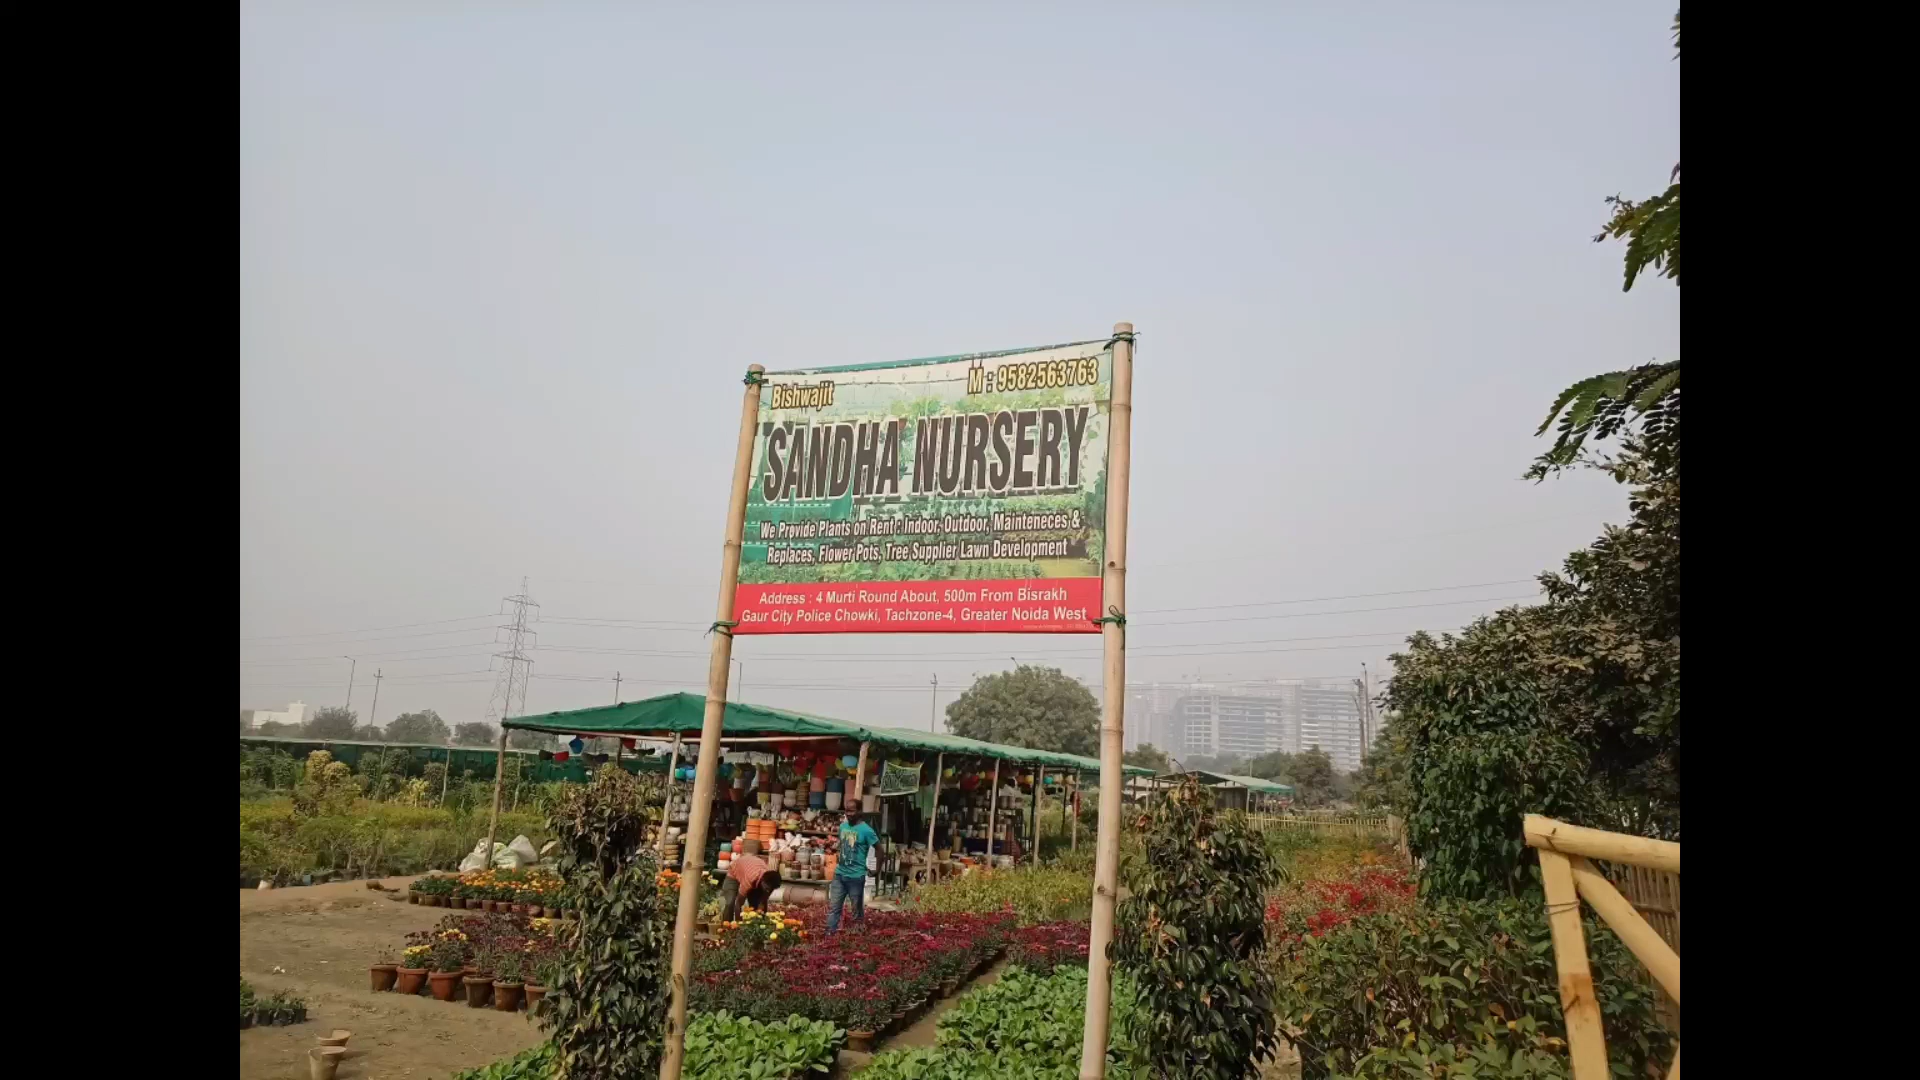 Bishwajit M : 9582563763
SANDHA NURSERY
We Provide Plants on Rent : Indoor, Outdoor, Mainteneces &
Replaces, Flower Pots, Tree Supplier Lawn Development
Address : 4 Murti Round About, 500m From Bisrakh
Gaur City Police Chowki, Tachzone-4, Greater Noida West